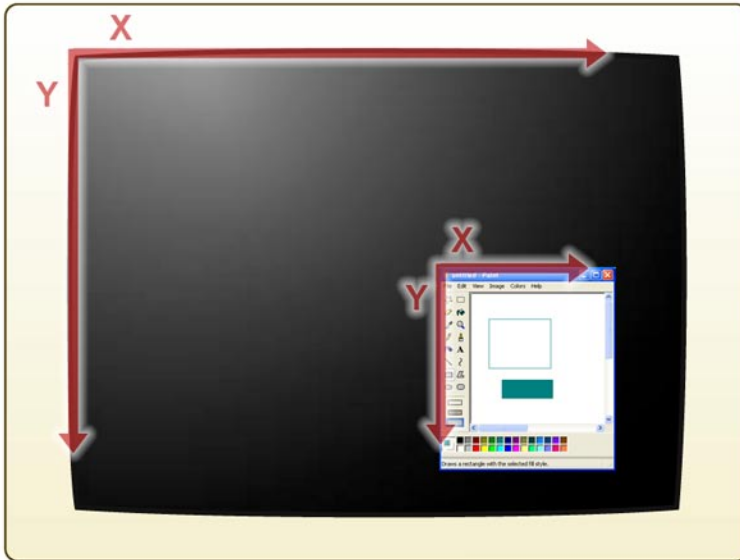 X
Y
X
untitled - Paint
Y
File Edit View Image Colors Help
A
Draws a rectangle with the selected fill style.